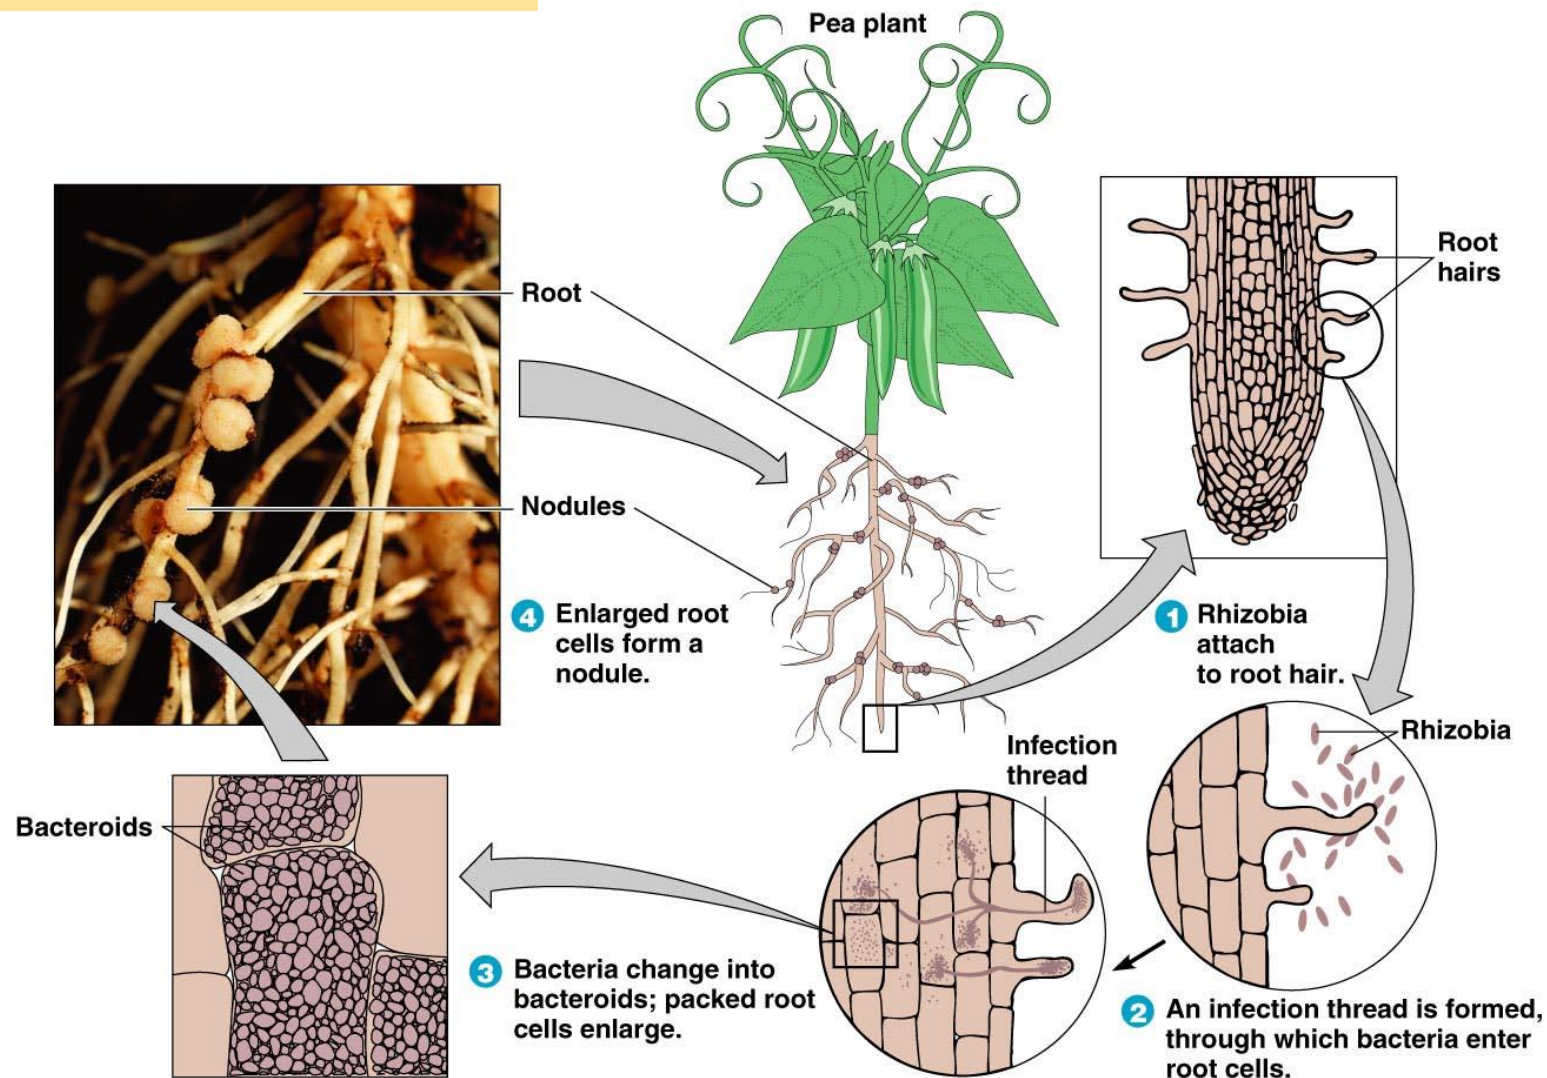 Pea plant
Root
hairs
Root
Nodules
1 Rhizobia
attach
to root hair.
Rhizobia
2 An infection thread is formed,
through which bacteria enter
root cells.
Infection
thread
3 Bacteria change into
bacteroids; packed root
cells enlarge.
Bacteroids
4 Enlarged root
cells form a
nodule.